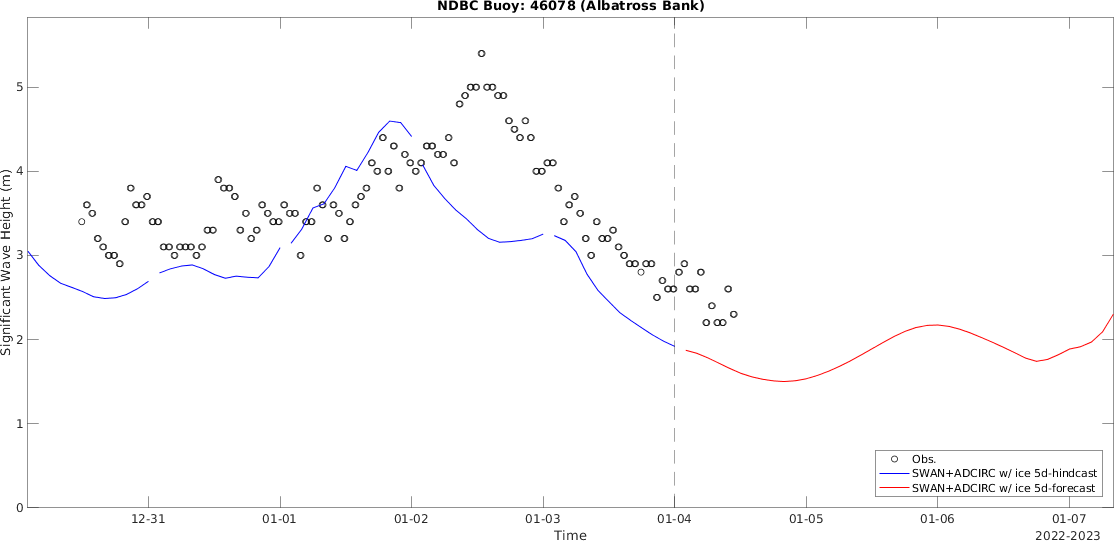 NDBC Buoy: 46078 (Albatross Bank)
Significant Wave Height (m)
5
4
3
2
1
0
Obs.
SWAN+ADCIRC w/ ice 5d-hindcast
SWAN+ADCIRC w/ ice 5d-forecast
12-31
01-01
01-02
01-03
01-04
01-05
01-06
01-07
Time
2022-2023